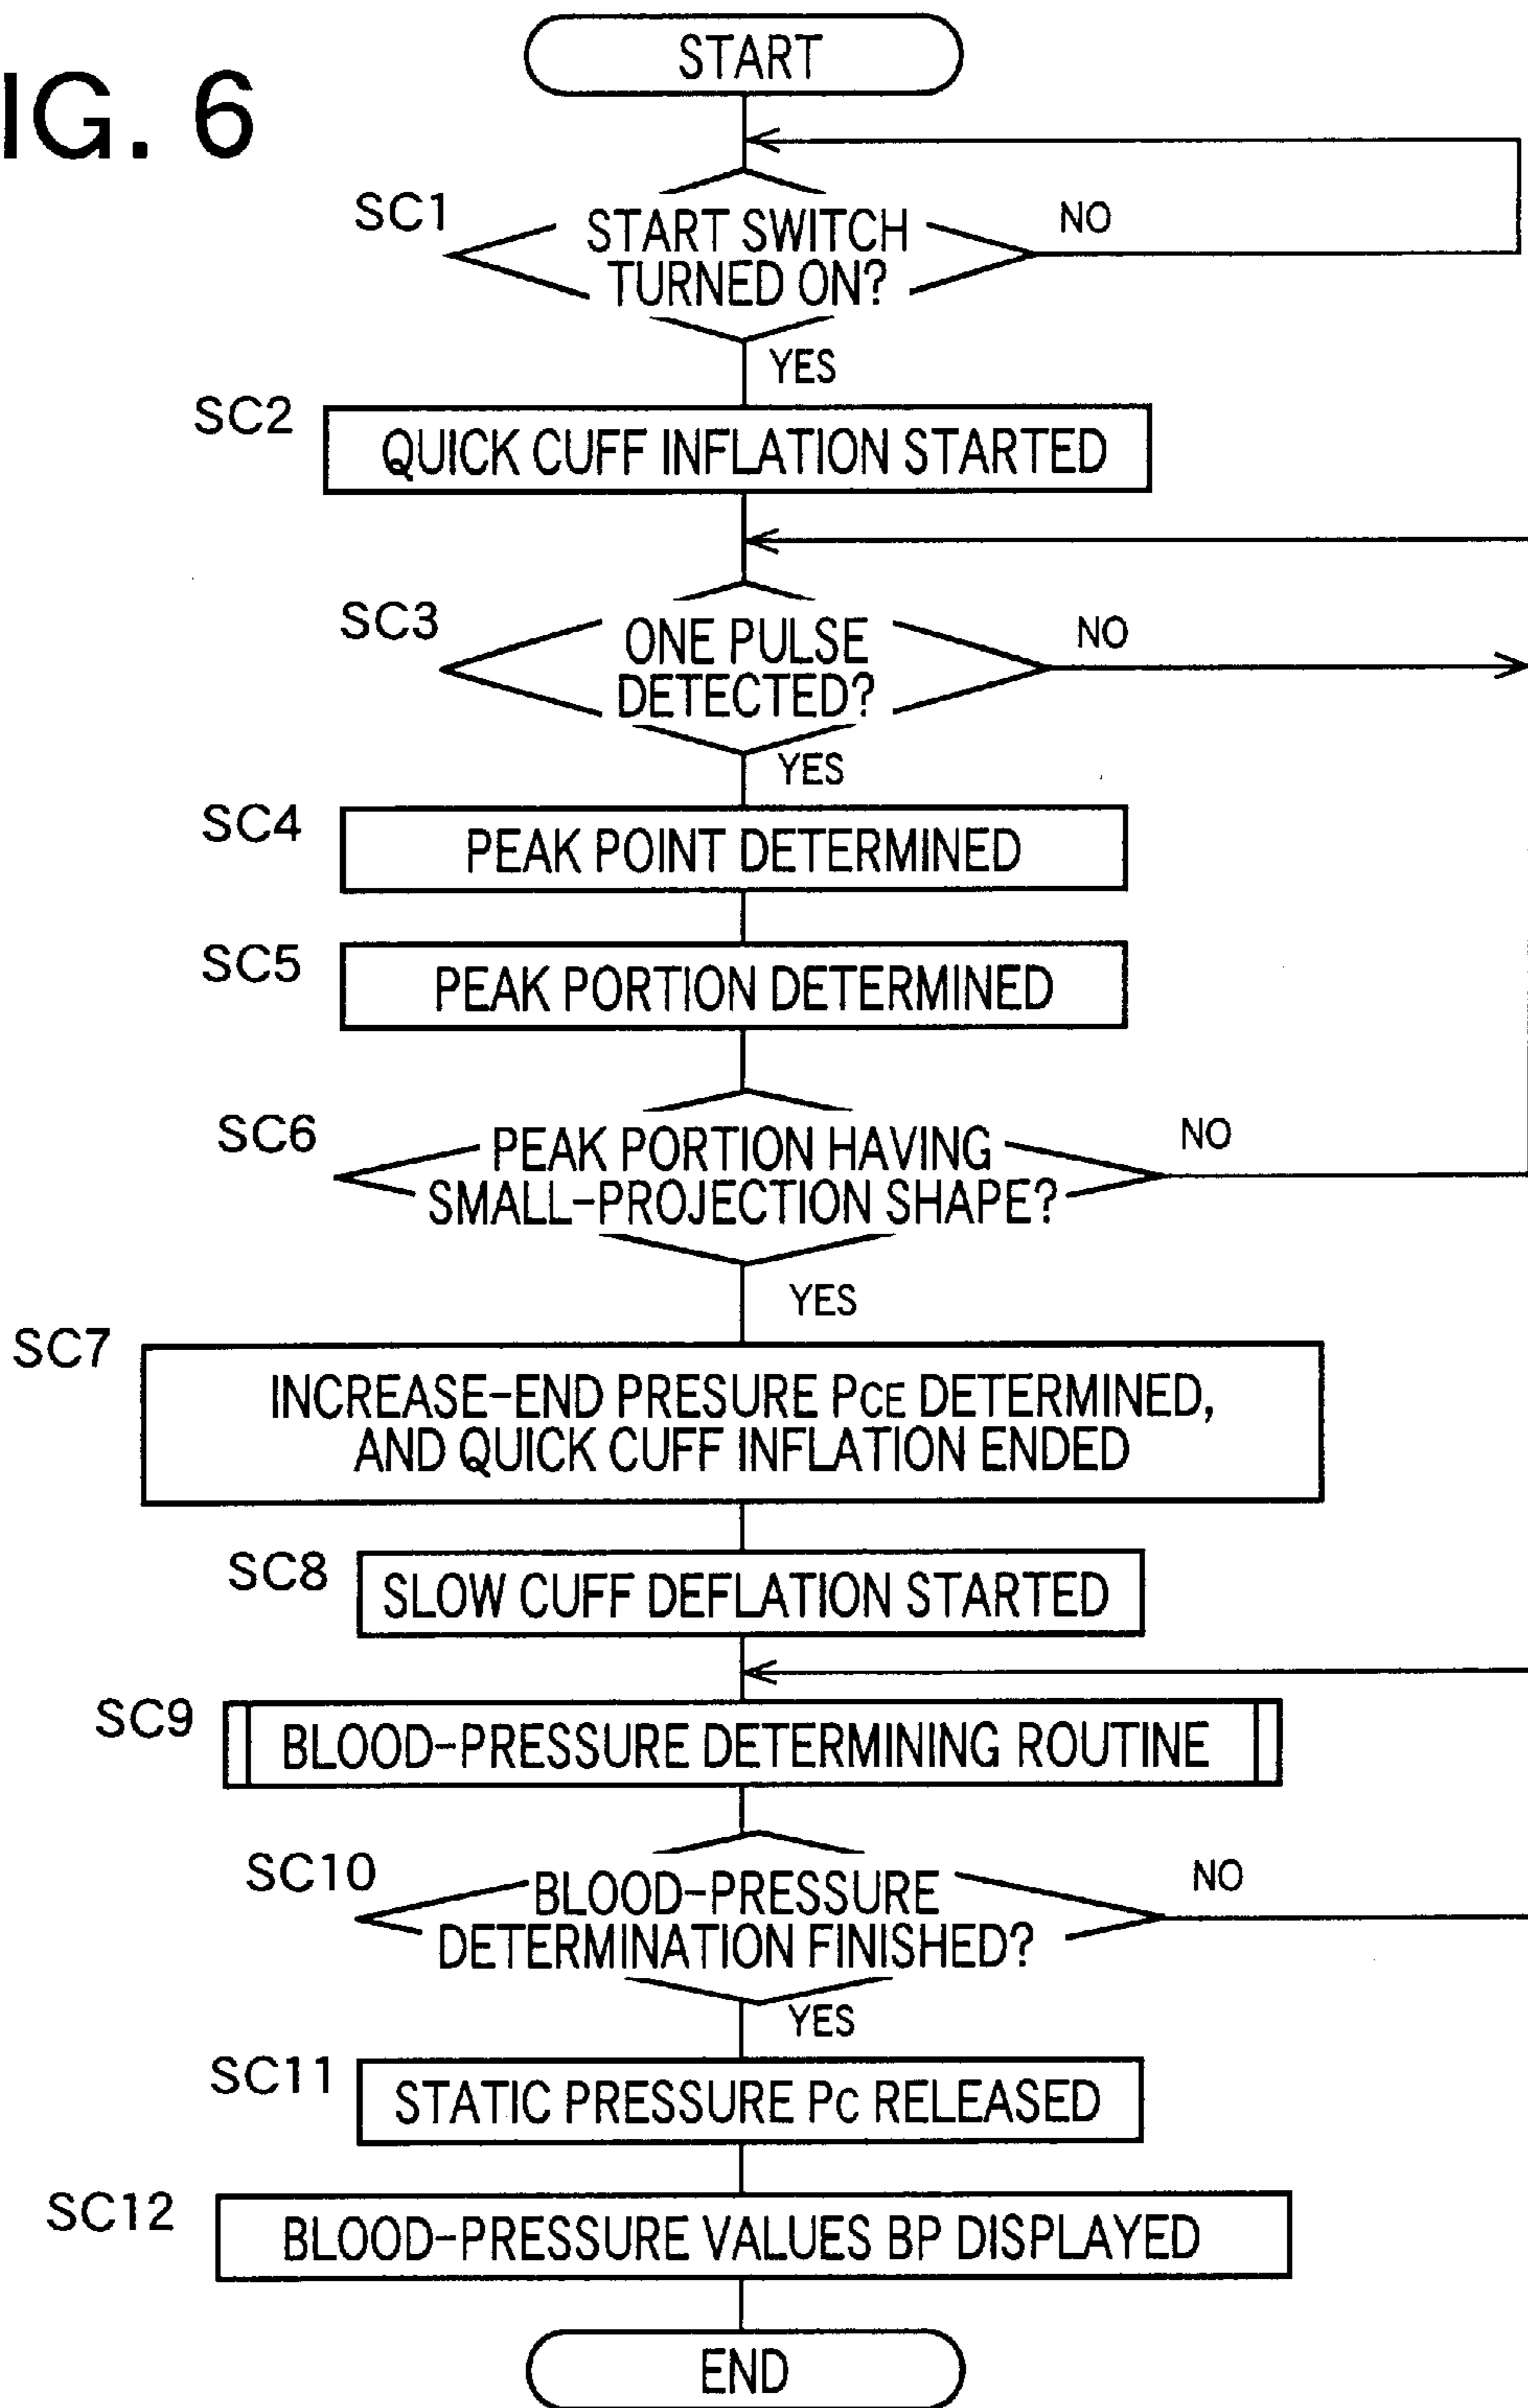 IG. 6
START
SC1
START SWITCH
TURNED ON?
NO
YES
SC2
QUICK CUFF INFLATION STARTED
SC3
ONE PULSE
DETECTED?
NO
YES
SC4
PEAK POINT DETERMINED
SC5
PEAK PORTION DETERMINED
SC6
PEAK PORTION HAVING
SMALL-PROJECTION SHAPE?
NO
YES
SC7
INCREASE-END PRESURE PCE DETERMINED,
AND QUICK CUFF INFLATION ENDED
SC8
SLOW CUFF DEFLATION STARTED
SC9
BLOOD-PRESSURE DETERMINING ROUTINE
SC10
BLOOD-PRESSURE
DETERMINATION FINISHED?
NO
YES
SC11
STATIC PRESSURE PC RELEASED
SC12
BLOOD-PRESSURE VALUES BP DISPLAYED
END